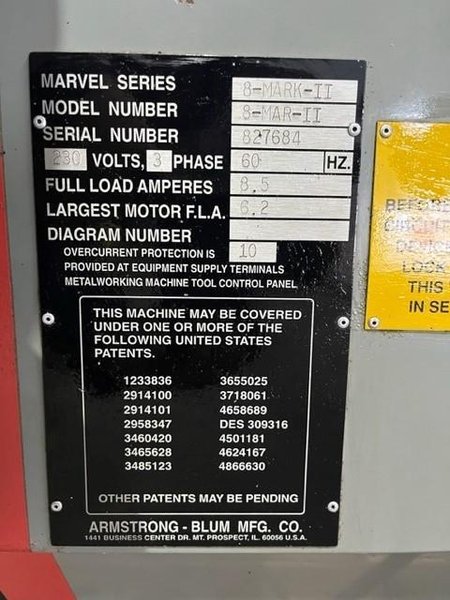 MARVEL SERIES 8-MARK-II
MODEL NUMBER 8-MAR-II
SERIAL NUMBER 827684
230 VOLTS, 3 PHASE 60 HZ.
FULL LOAD AMPERES 8.5
LARGEST MOTOR F.L.A. 6.2
DIAGRAM NUMBER
OVERCURRENT PROTECTION IS 10
PROVIDED AT EQUIPMENT SUPPLY TERMINALS
METALWORKING MACHINE TOOL CONTROL PANEL
THIS MACHINE MAY BE COVERED
UNDER ONE OR MORE OF THE
FOLLOWING UNITED STATES
PATENTS.
1233836 3655025
2914100 3718061
2914101 4658689
2958347 DES 309316
3460420 4501181
3465628 4624167
3485123 4866630
OTHER PATENTS MAY BE PENDING
ARMSTRONG - BLUM MFG. CO.
1441 BUSINESS CENTER DR. MT. PROSPECT, IL. 60056 U.S.A.
BEFORE
LOCK
THIS
IN SE